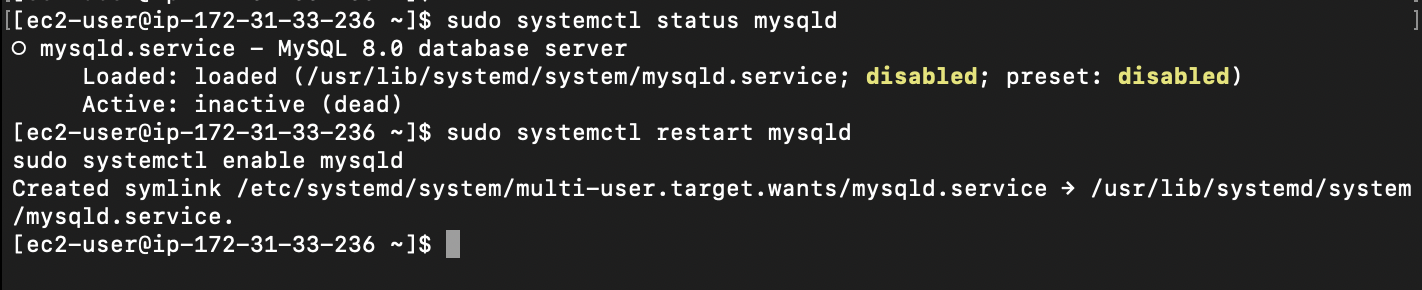 [[ec2-user@ip-172-31-33-236 ~]$ sudo systemctl status mysqld ]
○ mysqld.service - MySQL 8.0 database server
     Loaded: loaded (/usr/lib/systemd/system/mysqld.service; disabled; preset: disabled)
     Active: inactive (dead)
[ec2-user@ip-172-31-33-236 ~]$ sudo systemctl restart mysqld
sudo systemctl enable mysqld
Created symlink /etc/systemd/system/multi-user.target.wants/mysqld.service → /usr/lib/systemd/system
/mysqld.service.
[ec2-user@ip-172-31-33-236 ~]$